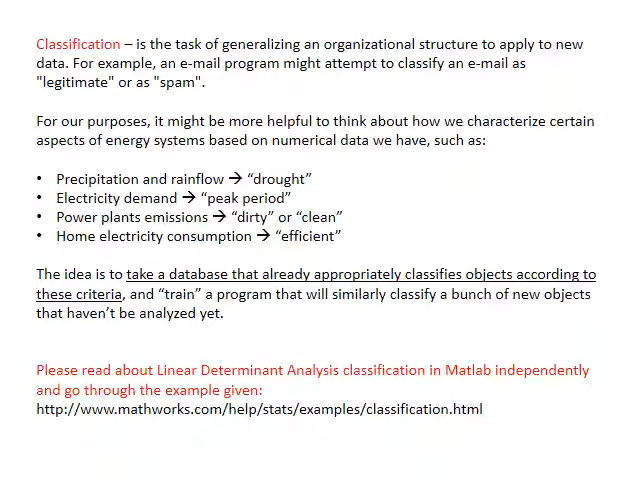 Classification – is the task of generalizing an organizational structure to apply to new
data. For example, an e-mail program might attempt to classify an e-mail as
"legitimate" or as "spam".
For our purposes, it might be more helpful to think about how we characterize certain
aspects of energy systems based on numerical data we have, such as:
• Precipitation and rainflow → “drought”
• Electricity demand → “peak period”
• Power plants emissions → “dirty” or “clean”
• Home electricity consumption → “efficient”
The idea is to take a database that already appropriately classifies objects according to
these criteria, and “train” a program that will similarly classify a bunch of new objects
that haven’t be analyzed yet.
Please read about Linear Determinant Analysis classification in Matlab independently
and go through the example given:
http://www.mathworks.com/help/stats/examples/classification.html